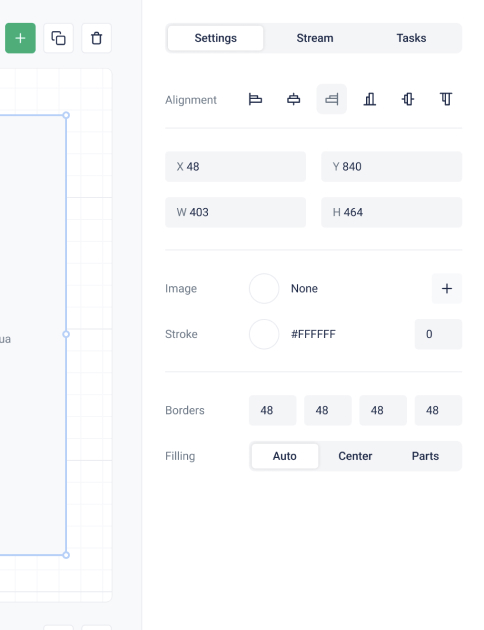 Settings Stream Tasks
Alignment
X 48 Y 840
W 403 H 464
Image None
Stroke #FFFFFF 0
ua
Borders 48 48 48 48
Filling Auto Center Parts